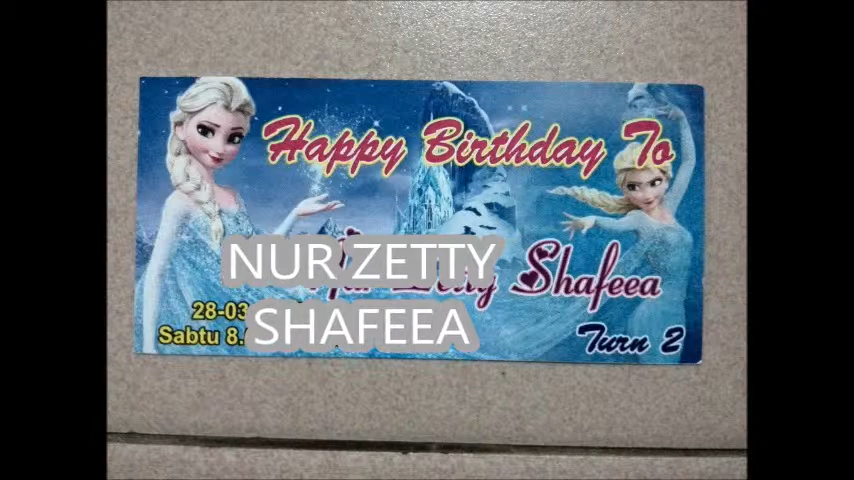 Happy Birthday To
NUR ZETTY
Shafeea
28-03
Sabtu 8.
SHAFEEA
Turn 2